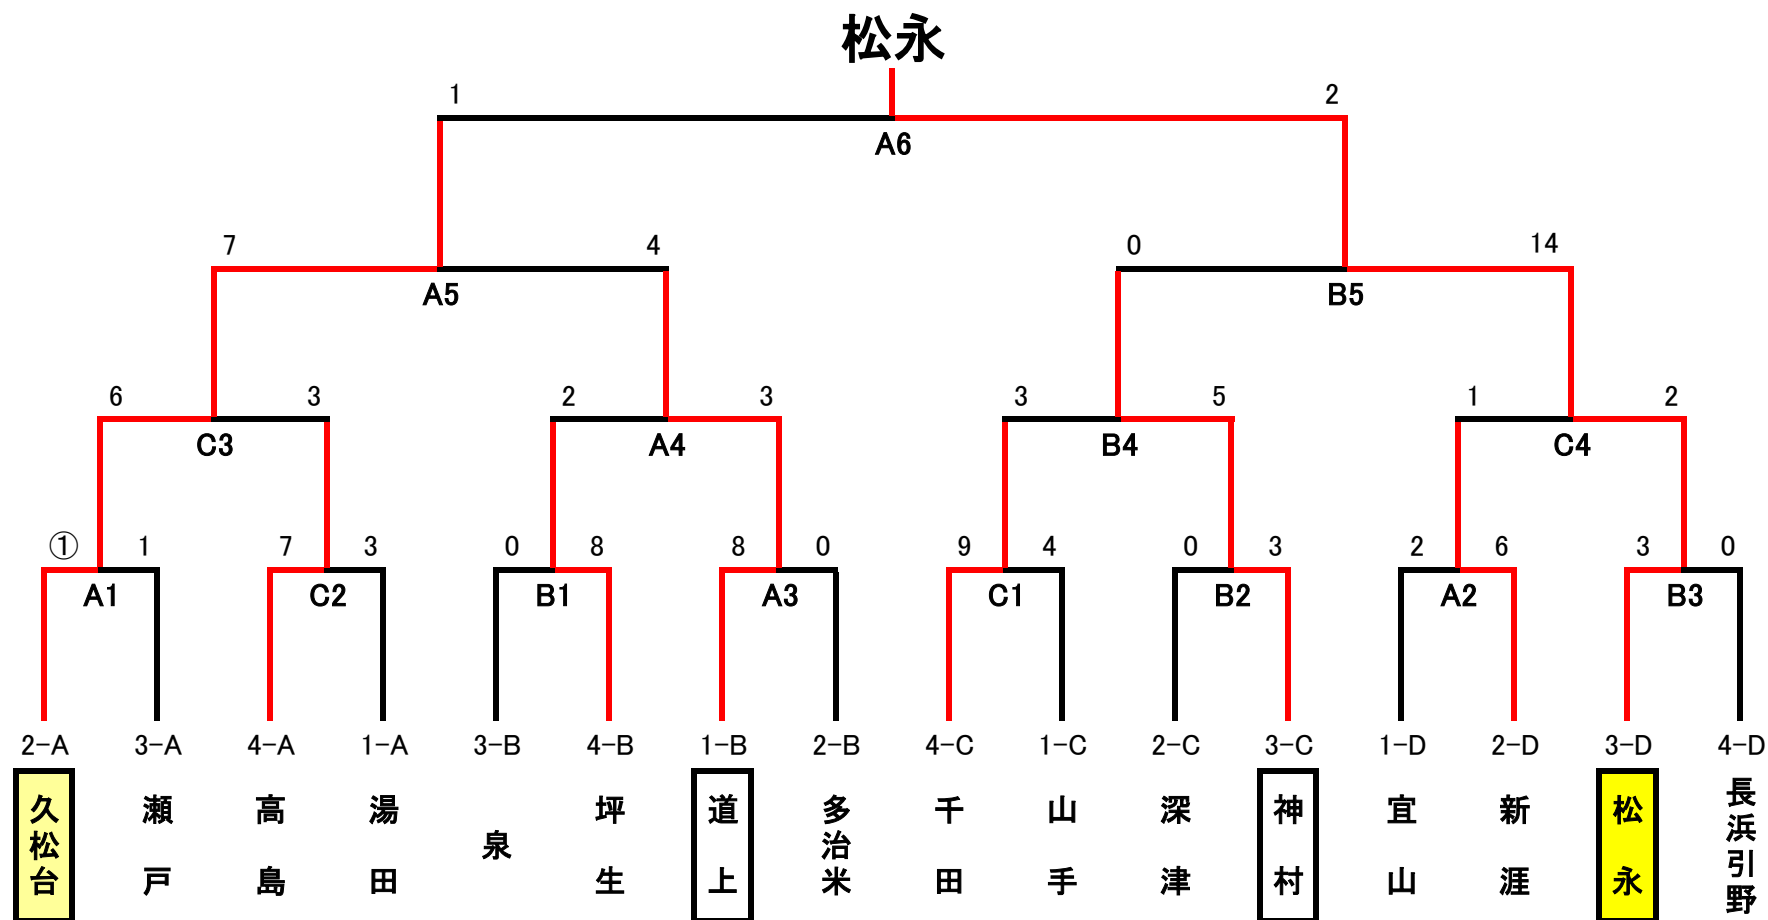 松永
1 2
A6
7 4 0 14
A5 B5
6 3 2 3 3 5 1 2
C3 A4 B4 C4
① 1 7 3 0 8 8 0 9 4 0 3 2 6 3 0
A1 C2 B1 A3 C1 B2 A2 B3
2-A 3-A 4-A 1-A 3-B 4-B 1-B 2-B 4-C 1-C 2-C 3-C 1-D 2-D 3-D 4-D
久松台 瀬戸 高島 湯田 泉 坪生 道上 多治米 千田 山手 深津 神村 宜山 新涯 松永 長浜引野